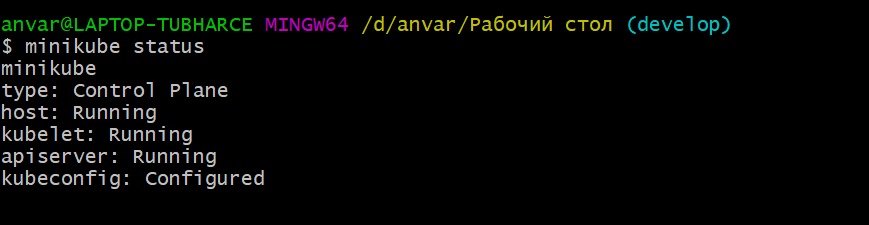 anvar@LAPTOP-TUBHARCE MINGW64 /d/anvar/Рабочий стол (develop)
$ minikube status
minikube
type: Control Plane
host: Running
kubelet: Running
apiserver: Running
kubeconfig: Configured